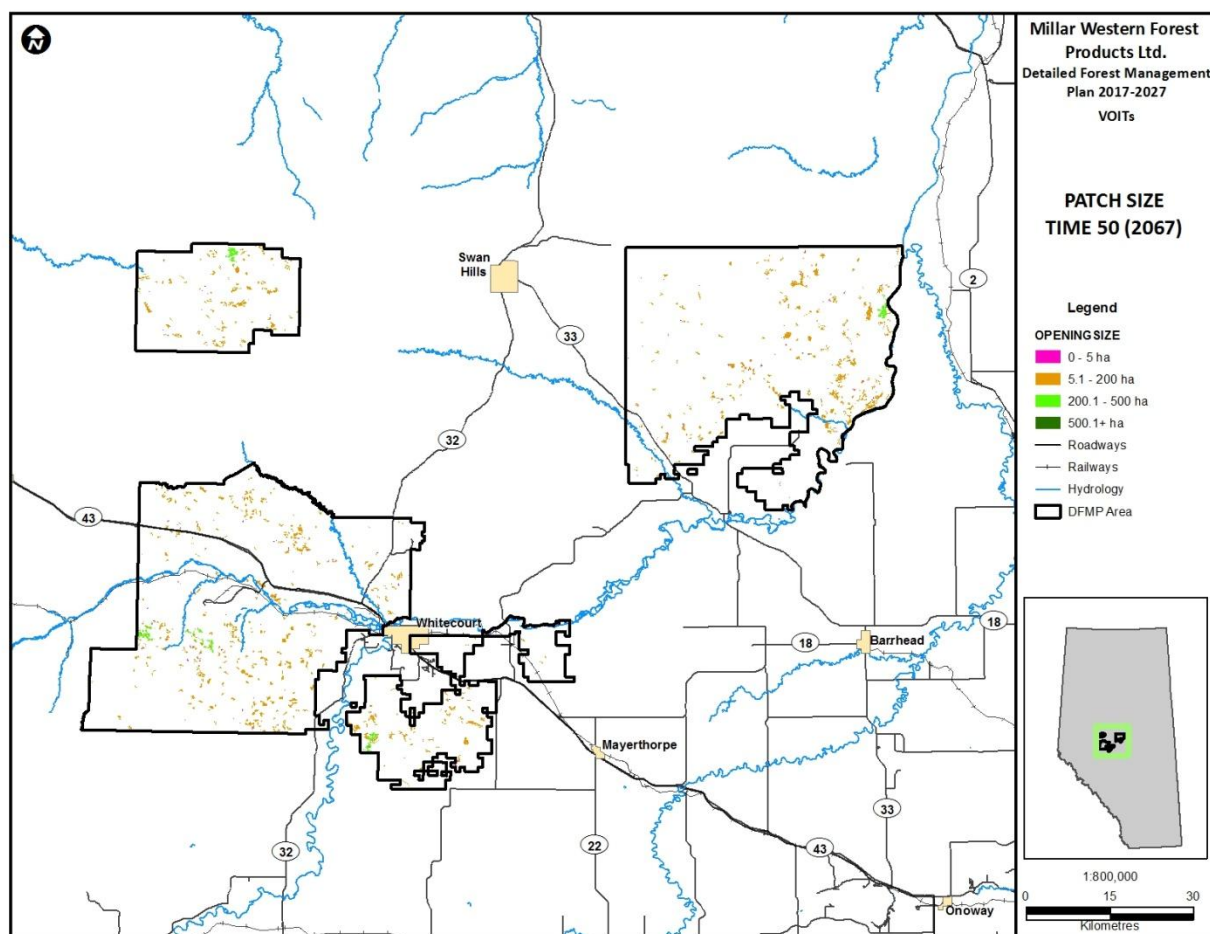 N
Swan
Hills
2
33
32
43
Whitecourt
18
Barrhead
18
Mayerthorpe
33
32
22
43
Onoway
Millar Western Forest
Products Ltd.
Detailed Forest Management
Plan 2017-2027
VOITs
PATCH SIZE
TIME 50 (2067)
Legend
OPENING SIZE
0 - 5 ha
5.1 - 200 ha
200.1 - 500 ha
500.1+ ha
Roadways
Railways
Hydrology
DFMP Area
1:800,000
0 15 30
Kilometres